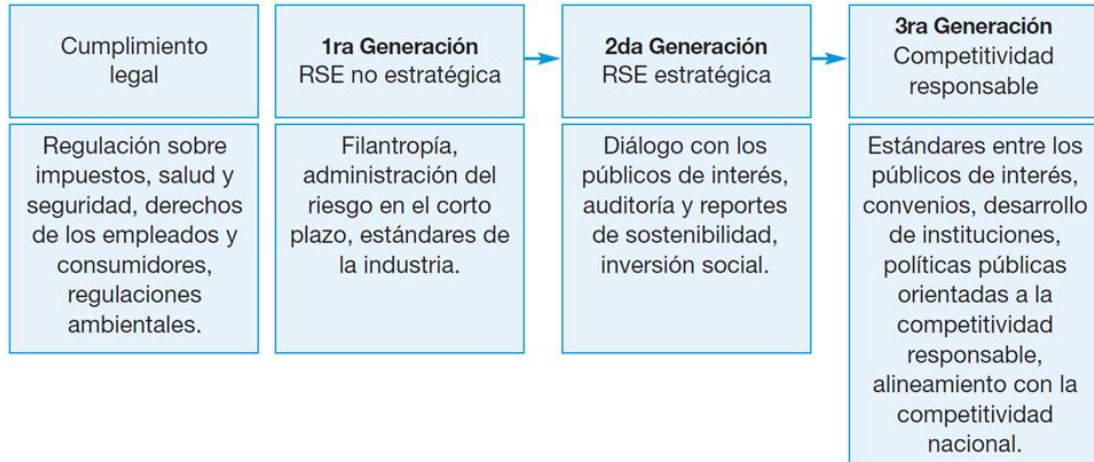 Cumplimiento
legal
1ra Generación
RSE no estratégica
2da Generación
RSE estratégica
3ra Generación
Competitividad
responsable
Regulación sobre
impuestos, salud y
seguridad, derechos
de los empleados y
consumidores,
regulaciones
ambientales.
Filantropía,
administración del
riesgo en el corto
plazo, estándares de
la industria.
Diálogo con los
públicos de interés,
auditoría y reportes
de sostenibilidad,
inversión social.
Estándares entre los
públicos de interés,
convenios, desarrollo
de instituciones,
políticas públicas
orientadas a la
competitividad
responsable,
alineamiento con la
competitividad
nacional.